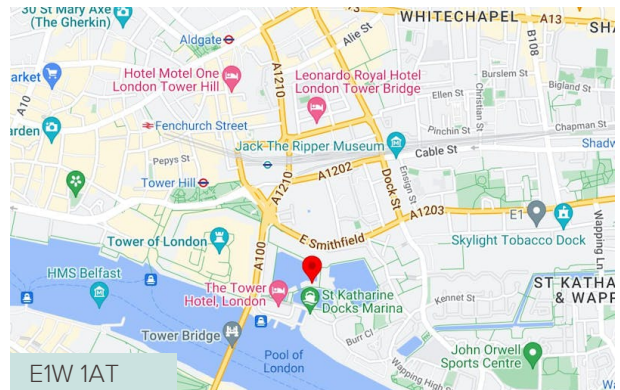 30 St Mary Axe
(The Gherkin)
WHITECHAPEL
A13
SHA
Aldgate
Alie St
B108
Hotel Motel One
London Tower Hill
A1210
Leonardo Royal Hotel
London Tower Bridge
Burslem St
arket
A10
Ellen St
Christian St
Bigland St
arden
Fenchurch Street
Pinchin St
Chapman St
Jack The Ripper Museum
Cable St
Shadw
Pepys St
A1202
Ensign St
Tower Hill
A1210
Dock St
A1203
E1
Tower of London
A100
E Smithfield
Skylight Tobacco Dock
Wapping Ln
HMS Belfast
The Tower
Hotel, London
St Katharine
Docks Marina
Kennet St
ST KATHA
& WAPP
Tower Bridge
Burr Cl
Pool of
London
John Orwell
Sports Centre
Wapping High
Wa
E1W 1AT